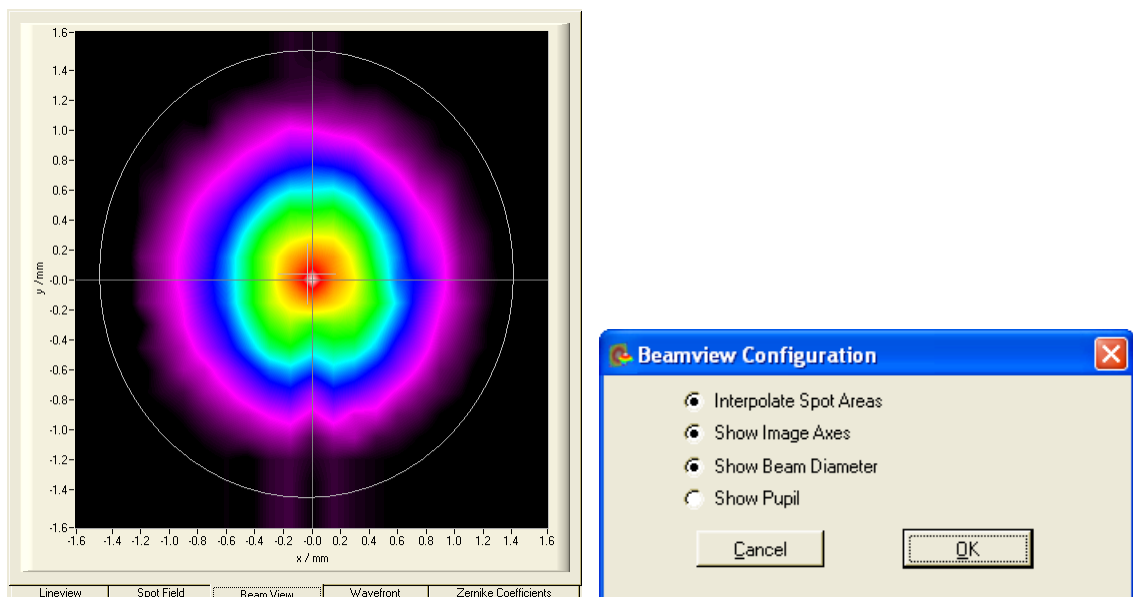 1.6-
1.4-
1.2-
1.0-
0.8-
0.6-
0.4-
0.2-
-0.0-
-0.2-
-0.4-
-0.6-
-0.8-
-1.0-
-1.2-
-1.4-
-1.6-
y /mm
-1.6 -1.4 -1.2 -1.0 -0.8 -0.6 -0.4 -0.2 -0.0 0.2 0.4 0.6 0.8 1.0 1.2 1.4 1.6
x / mm
Lineview Spot Field Beam View Wavefront Zernike Coefficients
Beamview Configuration
Interpolate Spot Areas
Show Image Axes
Show Beam Diameter
Show Pupil
Cancel OK